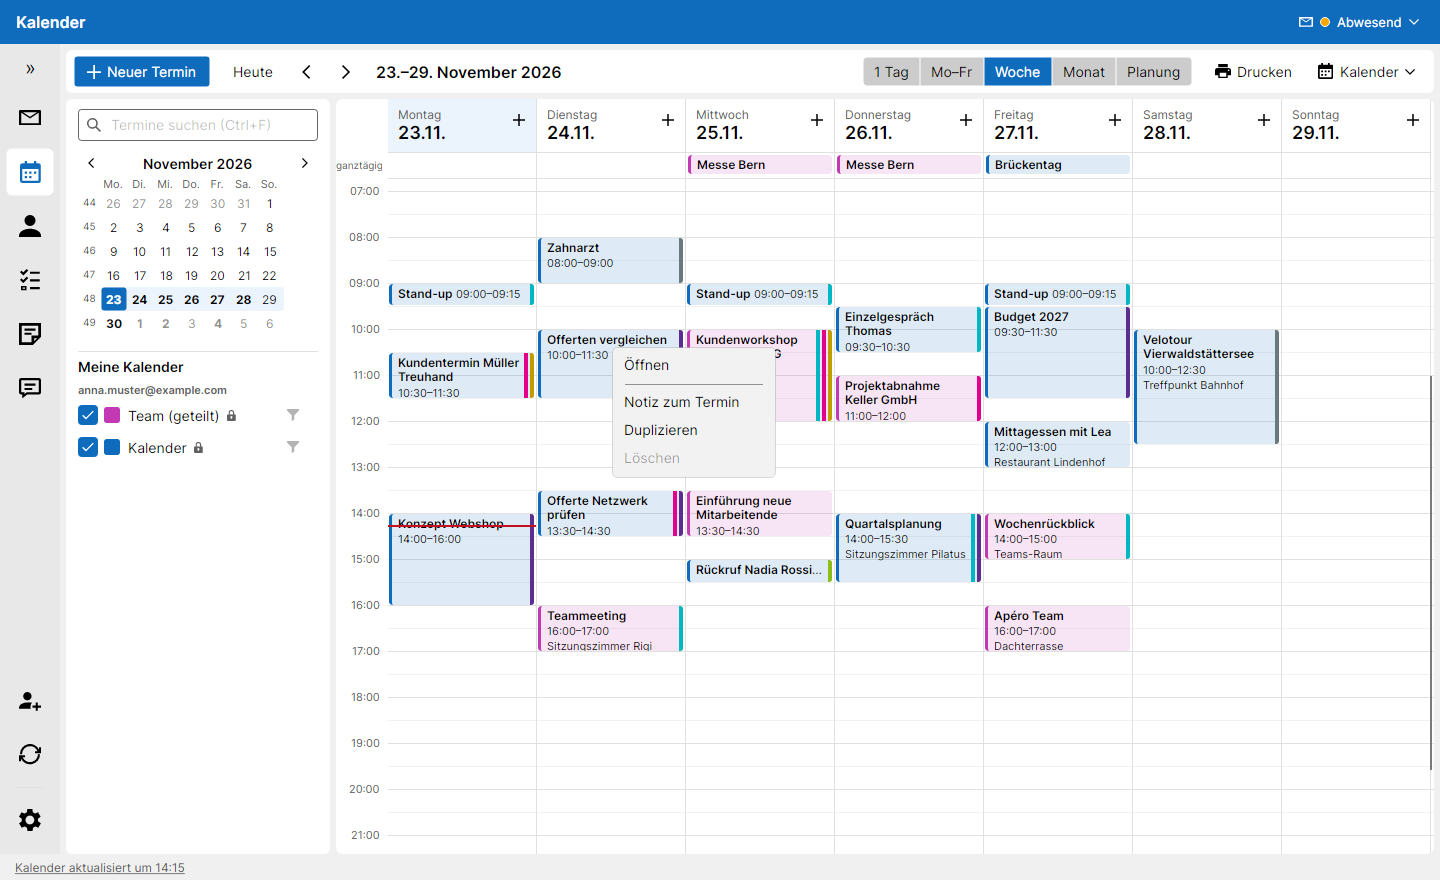 Kalender
Abwesend
Neuer Termin
Heute
23.–29. November 2026
1 Tag
Mo–Fr
Woche
Monat
Planung
Drucken
Kalender
Termine suchen (Ctrl+F)
November 2026
Mo. Di. Mi. Do. Fr. Sa. So.
44 26 27 28 29 30 31 1
45 2 3 4 5 6 7 8
46 9 10 11 12 13 14 15
47 16 17 18 19 20 21 22
48 23 24 25 26 27 28 29
49 30 1 2 3 4 5 6
Meine Kalender
anna.muster@example.com
Team (geteilt)
Kalender
Montag
23.11.
Dienstag
24.11.
Mittwoch
25.11.
Donnerstag
26.11.
Freitag
27.11.
Samstag
28.11.
Sonntag
29.11.
ganztägig
Messe Bern
Messe Bern
Brückentag
07:00
08:00
09:00
10:00
11:00
12:00
13:00
14:00
15:00
16:00
17:00
18:00
19:00
20:00
21:00
Stand-up 09:00–09:15
Kundentermin Müller
Treuhand
10:30–11:30
Konzept Webshop
14:00–16:00
Zahnarzt
08:00–09:00
Offerten vergleichen
10:00–11:30
Offerte Netzwerk
prüfen
13:30–14:30
Teammeeting
16:00–17:00
Sitzungszimmer Rigi
Stand-up 09:00–09:15
Kundenworkshop
G
Einführung neue
Mitarbeitende
13:30–14:30
Rückruf Nadia Rossi...
Einzelgespräch
Thomas
09:30–10:30
Projektabnahme
Keller GmbH
11:00–12:00
Quartalsplanung
14:00–15:30
Sitzungszimmer Pilatus
Stand-up 09:00–09:15
Budget 2027
09:30–11:30
Mittagessen mit Lea
12:00–13:00
Restaurant Lindenhof
Wochenrückblick
14:00–15:00
Teams-Raum
Apéro Team
16:00–17:00
Dachterrasse
Velotour
Vierwaldstättersee
10:00–12:30
Treffpunkt Bahnhof
Öffnen
Notiz zum Termin
Duplizieren
Löschen
Kalender aktualisiert um 14:15